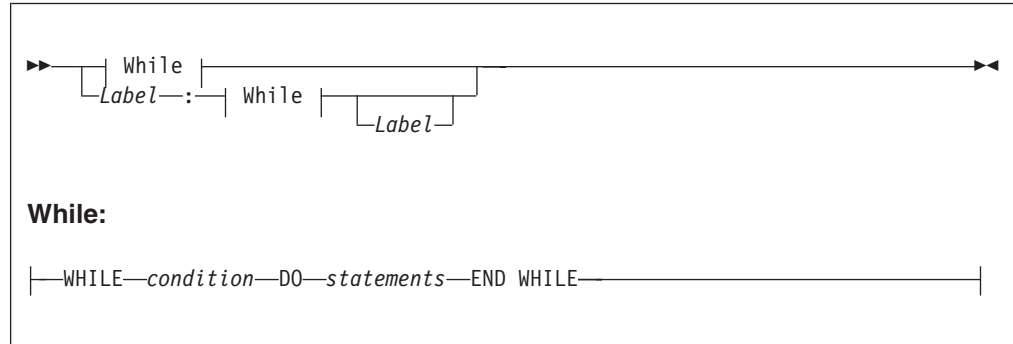 While
Label : While
Label
While:
WHILE condition DO statements END WHILE